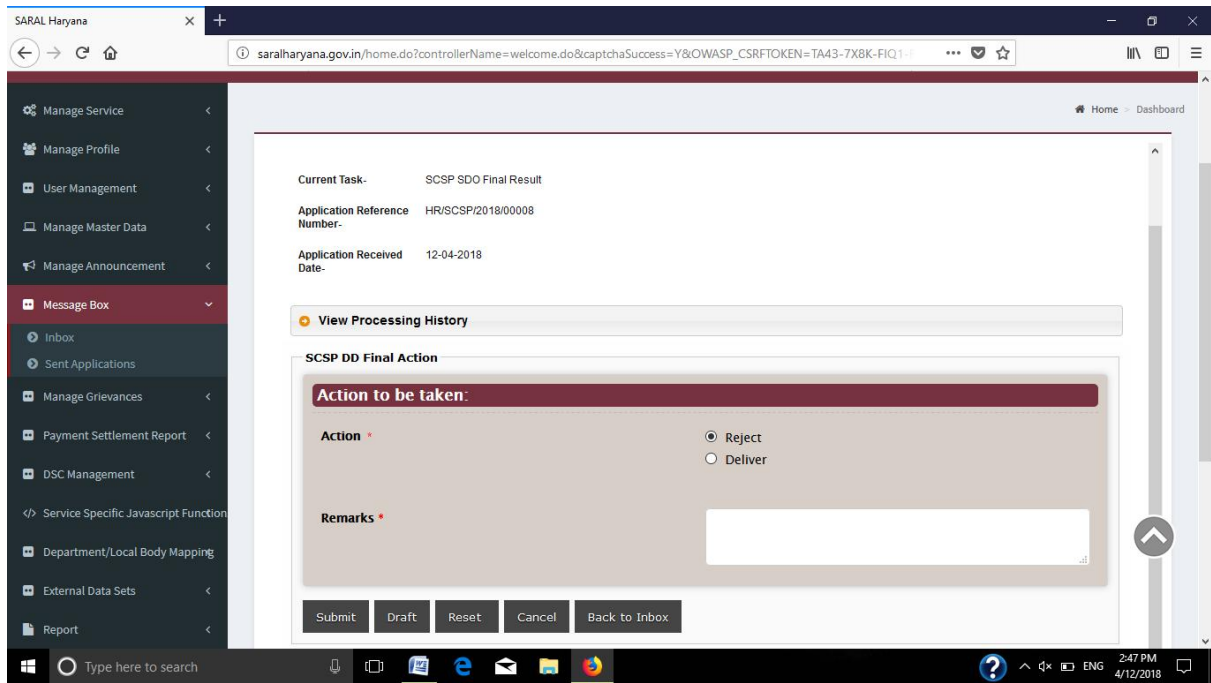 SARAL Haryana
saralharyana.gov.in/home.do?controllerName=welcome.do&captchaSuccess=Y&OWASP_CSRFTOKEN=TA43-7X8K-FIQ1-
Manage Service
Manage Profile
User Management
Manage Master Data
Manage Announcement
Message Box
Inbox
Sent Applications
Manage Grievances
Payment Settlement Report
DSC Management
Service Specific Javascript Function
Department/Local Body Mapping
External Data Sets
Report
Home > Dashboard
Current Task- SCSP SDO Final Result
Application Reference HR/SCSP/2018/00008
Number-
Application Received 12-04-2018
Date-
View Processing History
SCSP DD Final Action
Action to be taken:
Action *
Reject
Deliver
Remarks *
Submit Draft Reset Cancel Back to Inbox
Type here to search
ENG
2:47 PM
4/12/2018